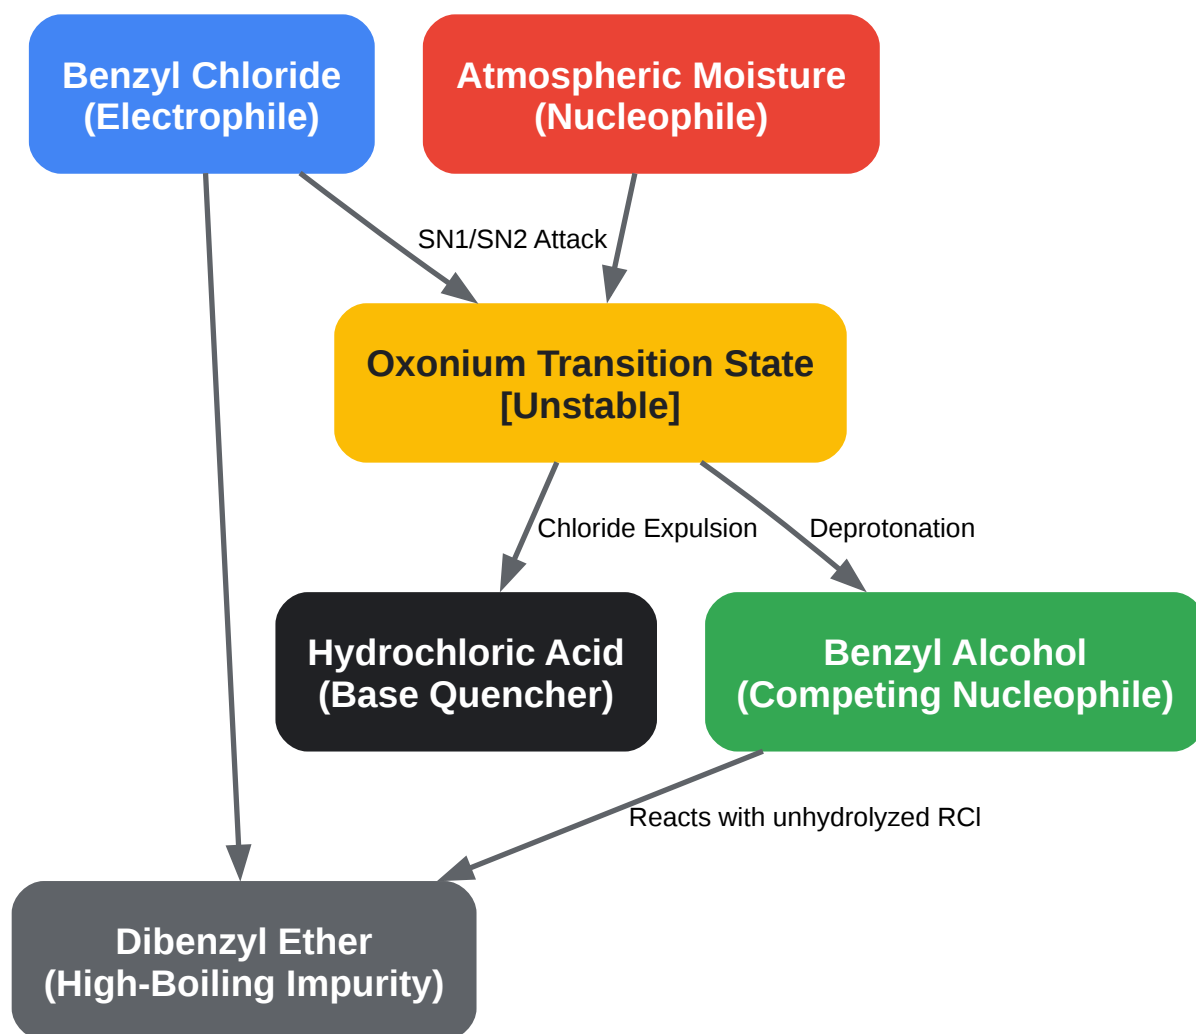 Benzyl Chloride
(Electrophile)
Atmospheric Moisture
(Nucleophile)
SN1/SN2 Attack
Oxonium Transition State
[Unstable]
Chloride Expulsion
Deprotonation
Hydrochloric Acid
(Base Quencher)
Benzyl Alcohol
(Competing Nucleophile)
Reacts with unhydrolyzed RCl
Dibenzyl Ether
(High-Boiling Impurity)